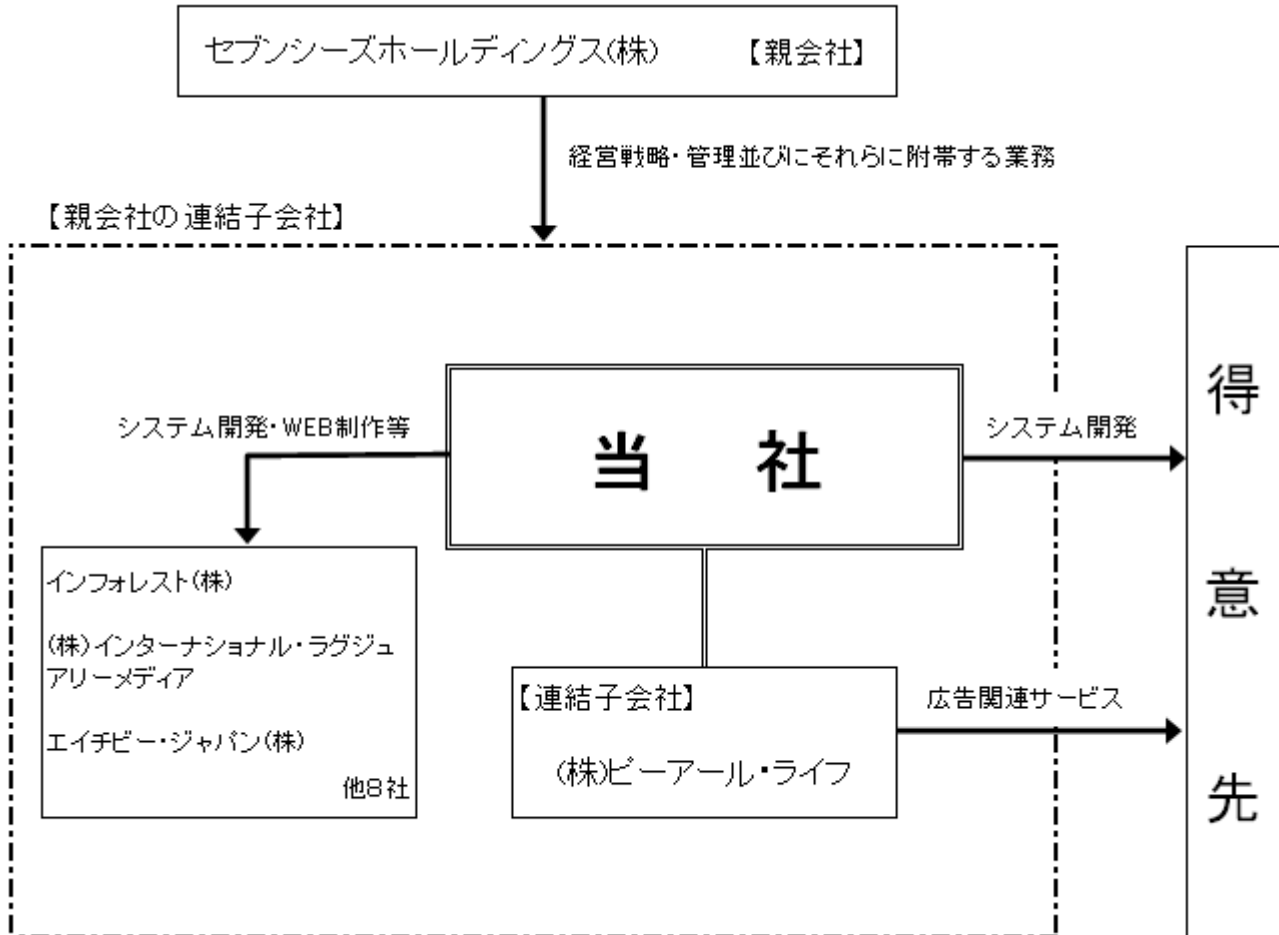 セブンシーズホールディングス(株) 【親会社】
経営戦略・管理並びにそれらに附帯する業務
【親会社の連結子会社】
システム開発・WEB制作等
当 社
システム開発
インフォレスト(株)
(株)インターナショナル・ラグジュ
アリーメディア
エイチビー・ジャパン(株)
他8社
【連結子会社】
(株)ピーアール・ライフ
広告関連サービス
得
意
先